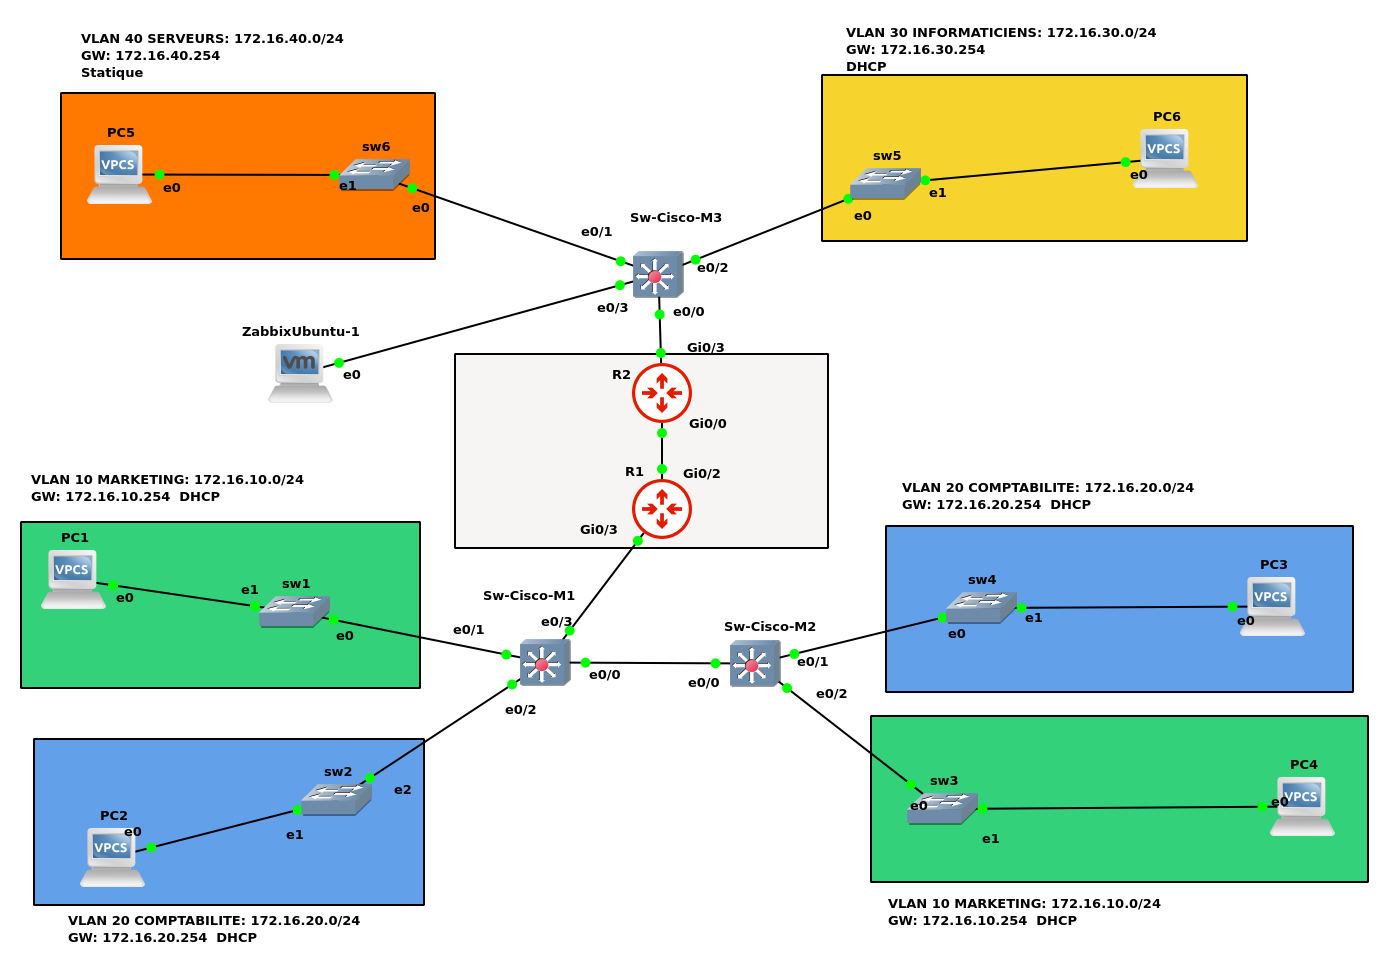 VLAN 40 SERVEURS: 172.16.40.0/24
GW: 172.16.40.254
Statique
VLAN 30 INFORMATICIENS: 172.16.30.0/24
GW: 172.16.30.254
DHCP
PC5
VPCS
e0
sw6
e1
e0
PC6
VPCS
e0
sw5
e1
e0
Sw-Cisco-M3
e0/1
e0/2
e0/3
e0/0
ZabbixUbuntu-1
vm
e0
Gi0/3
R2
Gi0/0
R1
Gi0/2
Gi0/3
VLAN 10 MARKETING: 172.16.10.0/24
GW: 172.16.10.254  DHCP
PC1
VPCS
e0
e1
sw1
e0
VLAN 20 COMPTABILITE: 172.16.20.0/24
GW: 172.16.20.254  DHCP
sw4
e0
e1
PC3
VPCS
e0
Sw-Cisco-M1
e0/3
e0/1
e0/0
e0/2
Sw-Cisco-M2
e0/0
e0/1
e0/2
sw2
e2
e1
PC2
e0
VPCS
VLAN 20 COMPTABILITE: 172.16.20.0/24
GW: 172.16.20.254  DHCP
sw3
e0
e1
PC4
VPCS
e0
VLAN 10 MARKETING: 172.16.10.0/24
GW: 172.16.10.254  DHCP